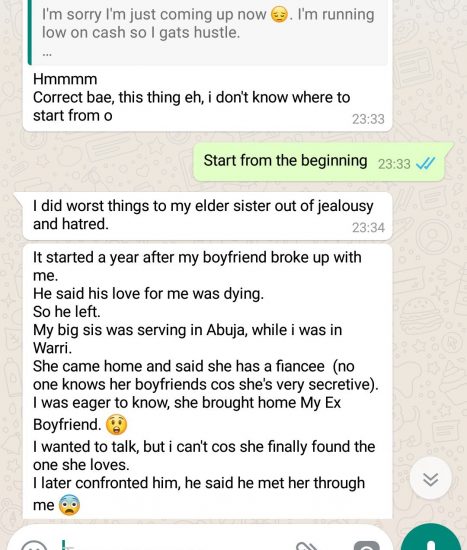 I'm sorry I'm just coming up now 😔. I'm running
low on cash so I gats hustle.
...
Hmmmm
Correct bae, this thing eh, i don't know where to
start from o
23:33
Start from the beginning 23:33
I did worst things to my elder sister out of jealousy
and hatred.
23:34
It started a year after my boyfriend broke up with
me.
He said his love for me was dying.
So he left.
My big sis was serving in Abuja, while i was in
Warri.
She came home and said she has a fiancee (no
one knows her boyfriends cos she's very secretive).
I was eager to know, she brought home My Ex
Boyfriend. 😲
I wanted to talk, but i can't cos she finally found the
one she loves.
I later confronted him, he said he met her through
me 😨